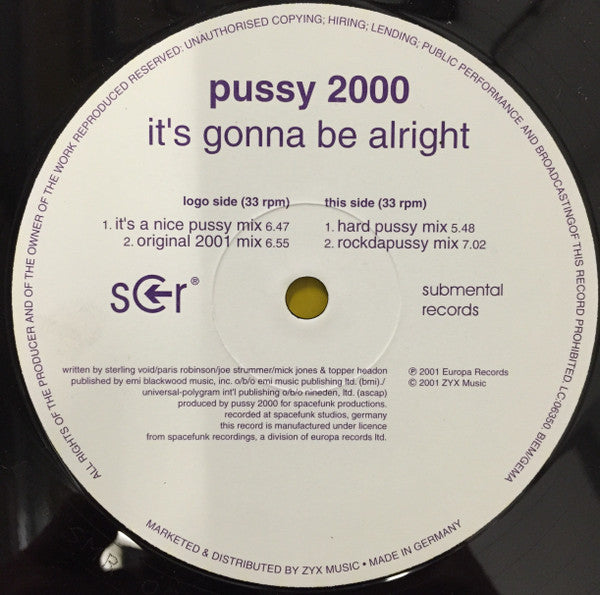 ALL RIGHTS OF THE PRODUCER AND OF THE OWNER OF THE WORK REPRODUCED RESERVED: UNAUTHORISED COPYING; HIRING; LENDING; PUBLIC PERFORMANCE AND BROADCASTINGOF THIS RECORD PROHIBITED. LC:06350 BIEM/GEMA
pussy 2000
it's gonna be alright
logo side (33 rpm)
1. it's a nice pussy mix 6.47
2. original 2001 mix 6.55
this side (33 rpm)
1. hard pussy mix 5.48
2. rockdapussy mix 7.02
s r®
submental
records
written by sterling void/paris robinson/joe strummer/mick jones & topper headon
published by emi blackwood music, inc. o/b/o emi music publishing ltd. (bmi)./
universal-polygram int'l publishing o/b/o nineden, ltd. (ascap)
produced by pussy 2000 for spacefunk productions.
recorded at spacefunk studios, germany
this record is manufactured under licence
from spacefunk recordings, a division of europa records ltd.
℗ 2001 Europa Records
© 2001 ZYX Music
MARKETED & DISTRIBUTED BY ZYX MUSIC • MADE IN GERMANY